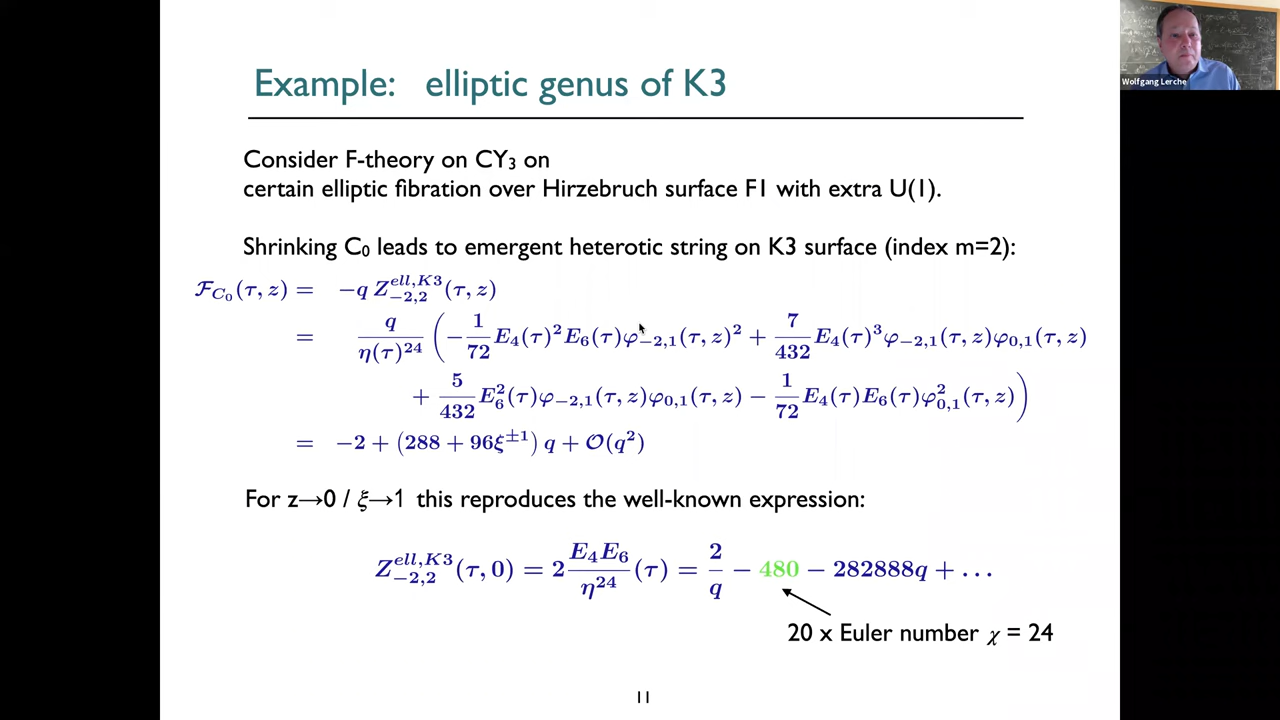 Wolfgang Lerche
Example: elliptic genus of K3
Consider F-theory on CY₃ on
certain elliptic fibration over Hirzebruch surface F1 with extra U(1).
Shrinking C₀ leads to emergent heterotic string on K3 surface (index m=2):
𝓕_{C₀}(τ, z) = −q Z^{ell,K3}_{−2,2}(τ, z)
= q/η(τ)²⁴ ( −1/72 E₄(τ)²E₆(τ)φ_{−2,1}(τ, z)² + 7/432 E₄(τ)³φ_{−2,1}(τ, z)φ_{0,1}(τ, z)
+ 5/432 E₆²(τ)φ_{−2,1}(τ, z)φ_{0,1}(τ, z) − 1/72 E₄(τ)E₆(τ)φ²_{0,1}(τ, z) )
= −2 + (288 + 96ξ^{±1}) q + 𝒪(q²)
For z→0 / ξ→1 this reproduces the well-known expression:
Z^{ell,K3}_{−2,2}(τ, 0) = 2 E₄E₆/η²⁴ (τ) = 2/q − 480 − 282888q + ...
20 x Euler number χ = 24
11